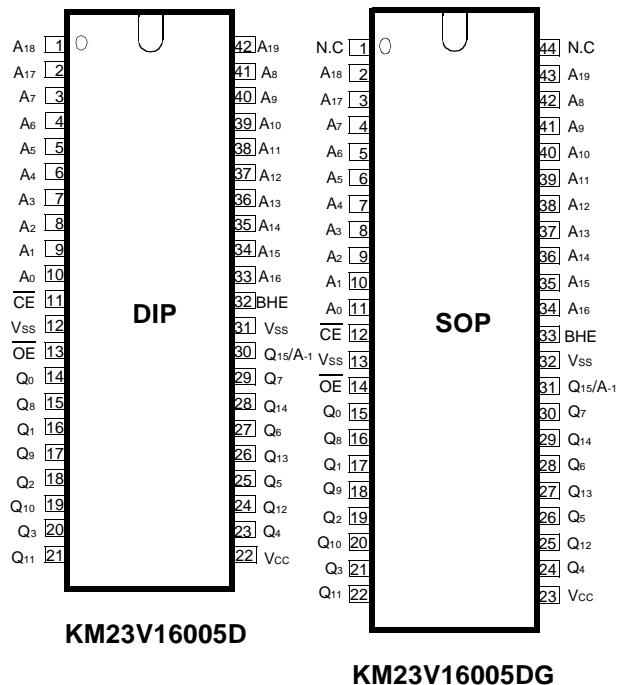 A18 1 42 A19
A17 2 41 A8
A7 3 40 A9
A6 4 39 A10
A5 5 38 A11
A4 6 37 A12
A3 7 36 A13
A2 8 35 A14
A1 9 34 A15
A0 10 33 A16
CE 11 32 BHE
VSS 12 31 VSS
OE 13 30 Q15/A-1
Q0 14 29 Q7
Q8 15 28 Q14
Q1 16 27 Q6
Q9 17 26 Q13
Q2 18 25 Q5
Q10 19 24 Q12
Q3 20 23 Q4
Q11 21 22 VCC
DIP
KM23V16005D
N.C 1 44 N.C
A18 2 43 A19
A17 3 42 A8
A7 4 41 A9
A6 5 40 A10
A5 6 39 A11
A4 7 38 A12
A3 8 37 A13
A2 9 36 A14
A1 10 35 A15
A0 11 34 A16
CE 12 33 BHE
VSS 13 32 VSS
OE 14 31 Q15/A-1
Q0 15 30 Q7
Q8 16 29 Q14
Q1 17 28 Q6
Q9 18 27 Q13
Q2 19 26 Q5
Q10 20 25 Q12
Q3 21 24 Q4
Q11 22 23 VCC
SOP
KM23V16005DG